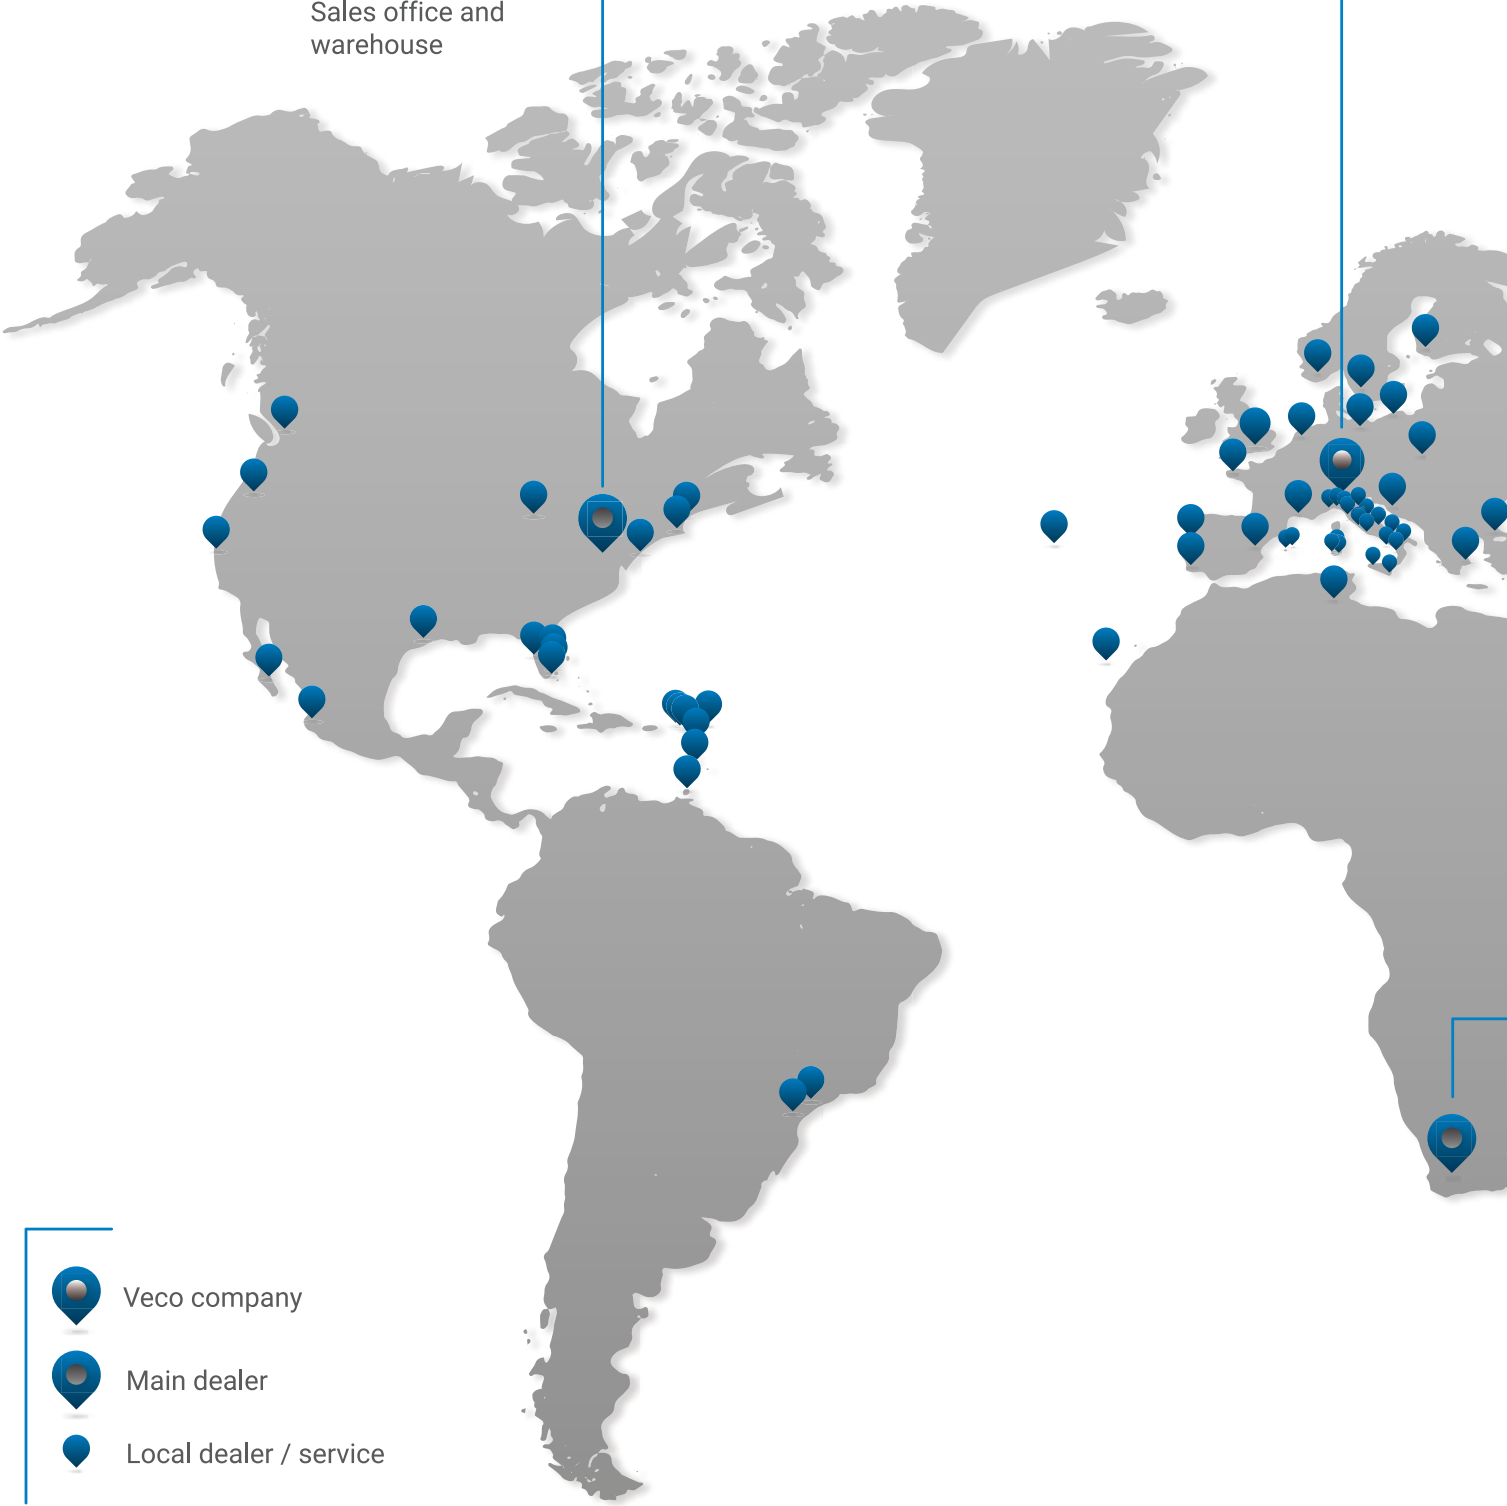 Sales office and
warehouse
Veco company
Main dealer
Local dealer / service